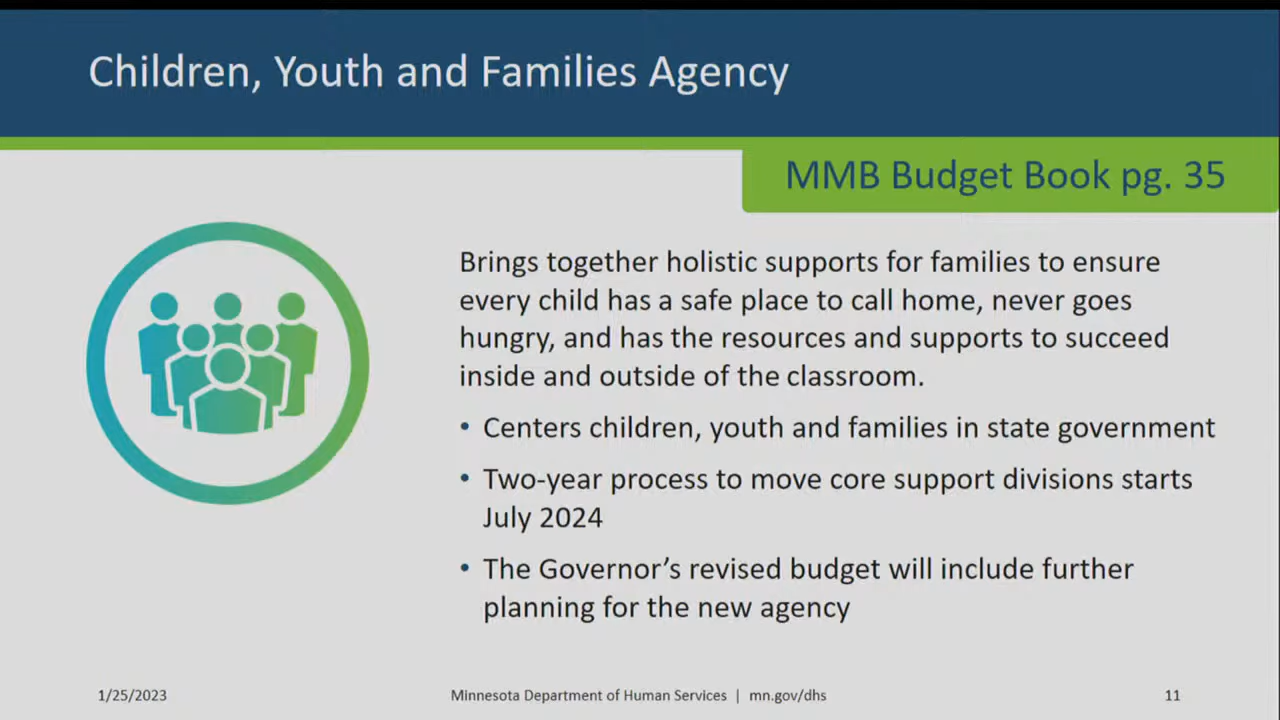 Children, Youth and Families Agency
MMB Budget Book pg. 35
Brings together holistic supports for families to ensure
every child has a safe place to call home, never goes
hungry, and has the resources and supports to succeed
inside and outside of the classroom.
• Centers children, youth and families in state government
• Two-year process to move core support divisions starts
July 2024
• The Governor’s revised budget will include further
planning for the new agency
1/25/2023
Minnesota Department of Human Services | mn.gov/dhs
11